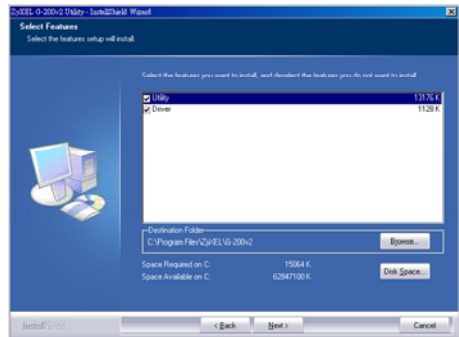 ZyXEL G-200v2 Utility - InstallShield Wizard
Select Features
Select the features setup will install.
Select the features you want to install, and deselect the features you do not want to install.
Utility 13176 K
Driver 1128 K
Destination Folder
C:\Program Files\ZyXEL\G-200v2
Browse...
Space Required on C: 15064 K
Space Available on C: 62847100 K
Disk Space...
InstallShield
< Back Next > Cancel